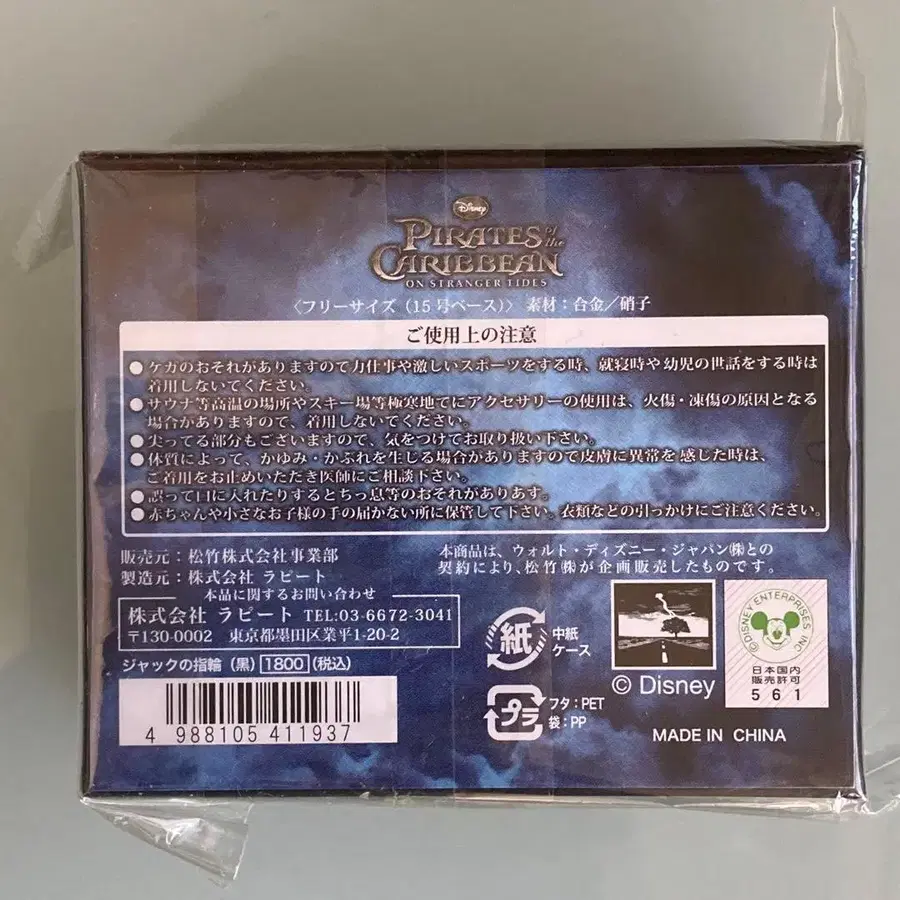 Disney
PIRATES of the
CARIBBEAN
ON STRANGER TIDES
〈フリーサイズ（15号ベース）〉 素材：合金／硝子
ご使用上の注意
●ケガのおそれがありますので力仕事や激しいスポーツをする時、就寝時や幼児の世話をする時は
着用しないでください。
●サウナ等高温の場所やスキー場等極寒地でにアクセサリーの使用は、火傷・凍傷の原因となる
場合がありますので、着用しないてください。
●尖ってる部分もございますので、気をつけてお取り扱い下さい。
●体質によって、かゆみ・かぶれを生じる場合がありますので皮膚に異常を感じた時は、
ご着用をお止めいただき医師にご相談下さい。
●誤って口に入れたりするとちっ息等のおそれがありあす。
●赤ちゃんや小さなお子様の手の届かない所に保管して下さい。衣類などの引っかけにご注意ください。
販売元：松竹株式会社事業部
製造元：株式会社 ラピート
本品に関するお問い合わせ
株式会社 ラピート TEL:03-6672-3041
〒130-0002 東京都墨田区業平1-20-2
ジャックの指輪（黒） 1800（税込）
4 988105 411937
本商品は、ウォルト・ディズニー・ジャパン㈱との
契約により、松竹㈱が企画販売したものです。
紙
中紙
ケース
プラ
フタ：PET
袋：PP
© Disney
©DISNEY ENTERPRISES INC
日本国内
販売許可
561
MADE IN CHINA